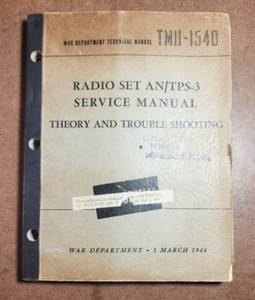 WAR DEPARTMENT TECHNICAL MANUAL TM11-1540
RADIO SET AN/TPS-3
SERVICE MANUAL
THEORY AND TROUBLE SHOOTING
WAR DEPARTMENT • 1 MARCH 1944